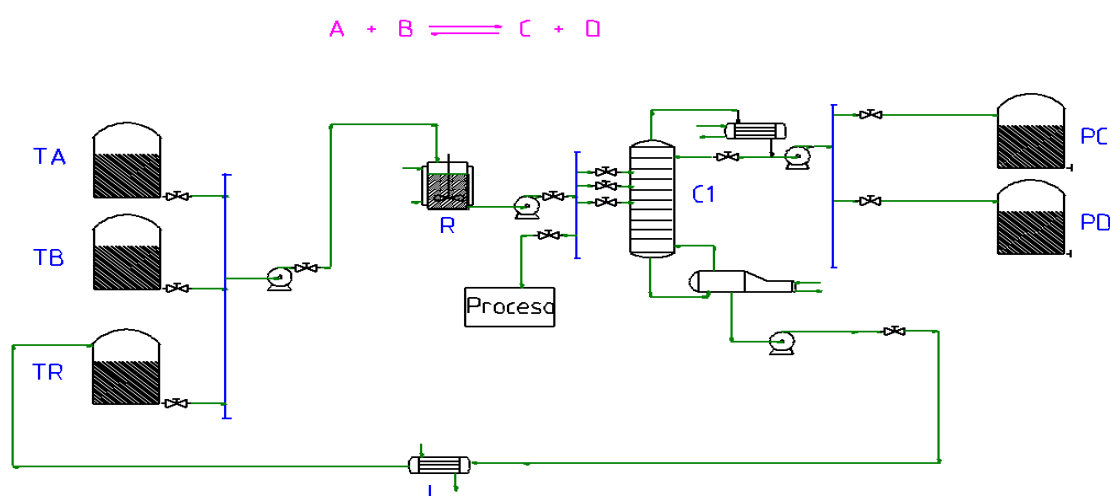 A + B ⇌ C + D
TA
TB
TR
R
Proceso
C1
PC
PD
I